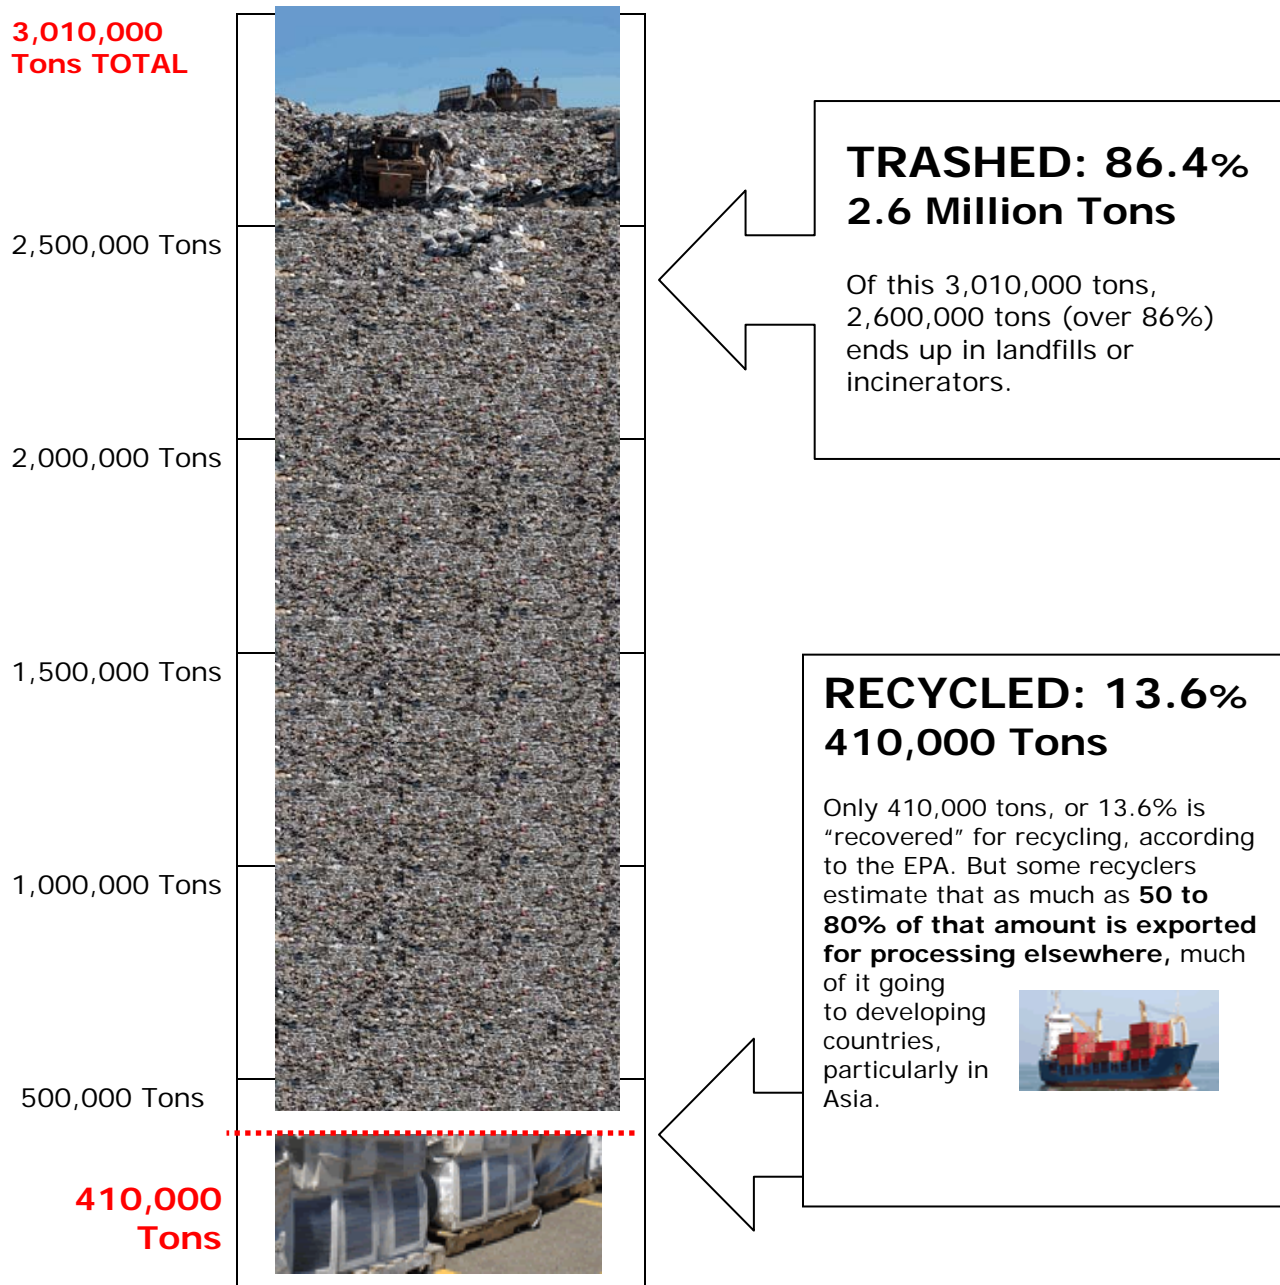 3,010,000
Tons TOTAL
2,500,000 Tons
2,000,000 Tons
1,500,000 Tons
1,000,000 Tons
500,000 Tons
410,000
Tons
TRASHED: 86.4%
2.6 Million Tons
Of this 3,010,000 tons,
2,600,000 tons (over 86%)
ends up in landfills or
incinerators.
RECYCLED: 13.6%
410,000 Tons
Only 410,000 tons, or 13.6% is
“recovered” for recycling, according
to the EPA. But some recyclers
estimate that as much as 50 to
80% of that amount is exported
for processing elsewhere, much
of it going
to developing
countries,
particularly in
Asia.